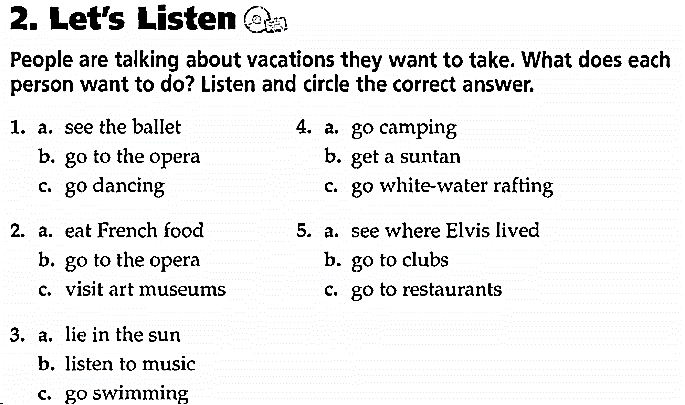 2. Let's Listen
People are talking about vacations they want to take. What does each
person want to do? Listen and circle the correct answer.
1. a. see the ballet
b. go to the opera
c. go dancing
2. a. eat French food
b. go to the opera
c. visit art museums
3. a. lie in the sun
b. listen to music
c. go swimming
4. a. go camping
b. get a suntan
c. go white-water rafting
5. a. see where Elvis lived
b. go to clubs
c. go to restaurants